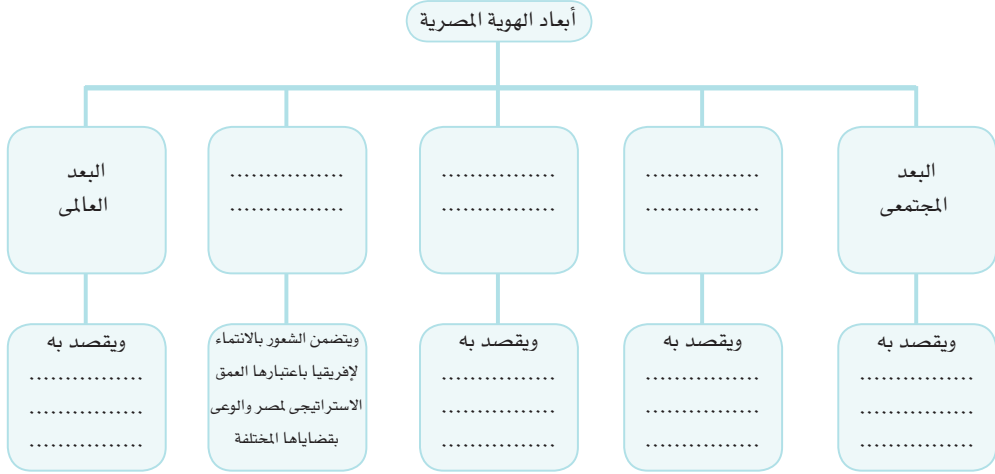 أبعاد الهوية المصرية
البعد
المجتمعى
................
................
................
................
................
................
البعد
العالمى
ويقصد به
................
................
................
ويقصد به
................
................
................
ويقصد به
................
................
................
ويتضمن الشعور بالانتماء
لإفريقيا باعتبارها العمق
الاستراتيجى لمصر والوعى
بقضاياها المختلفة
ويقصد به
................
................
................